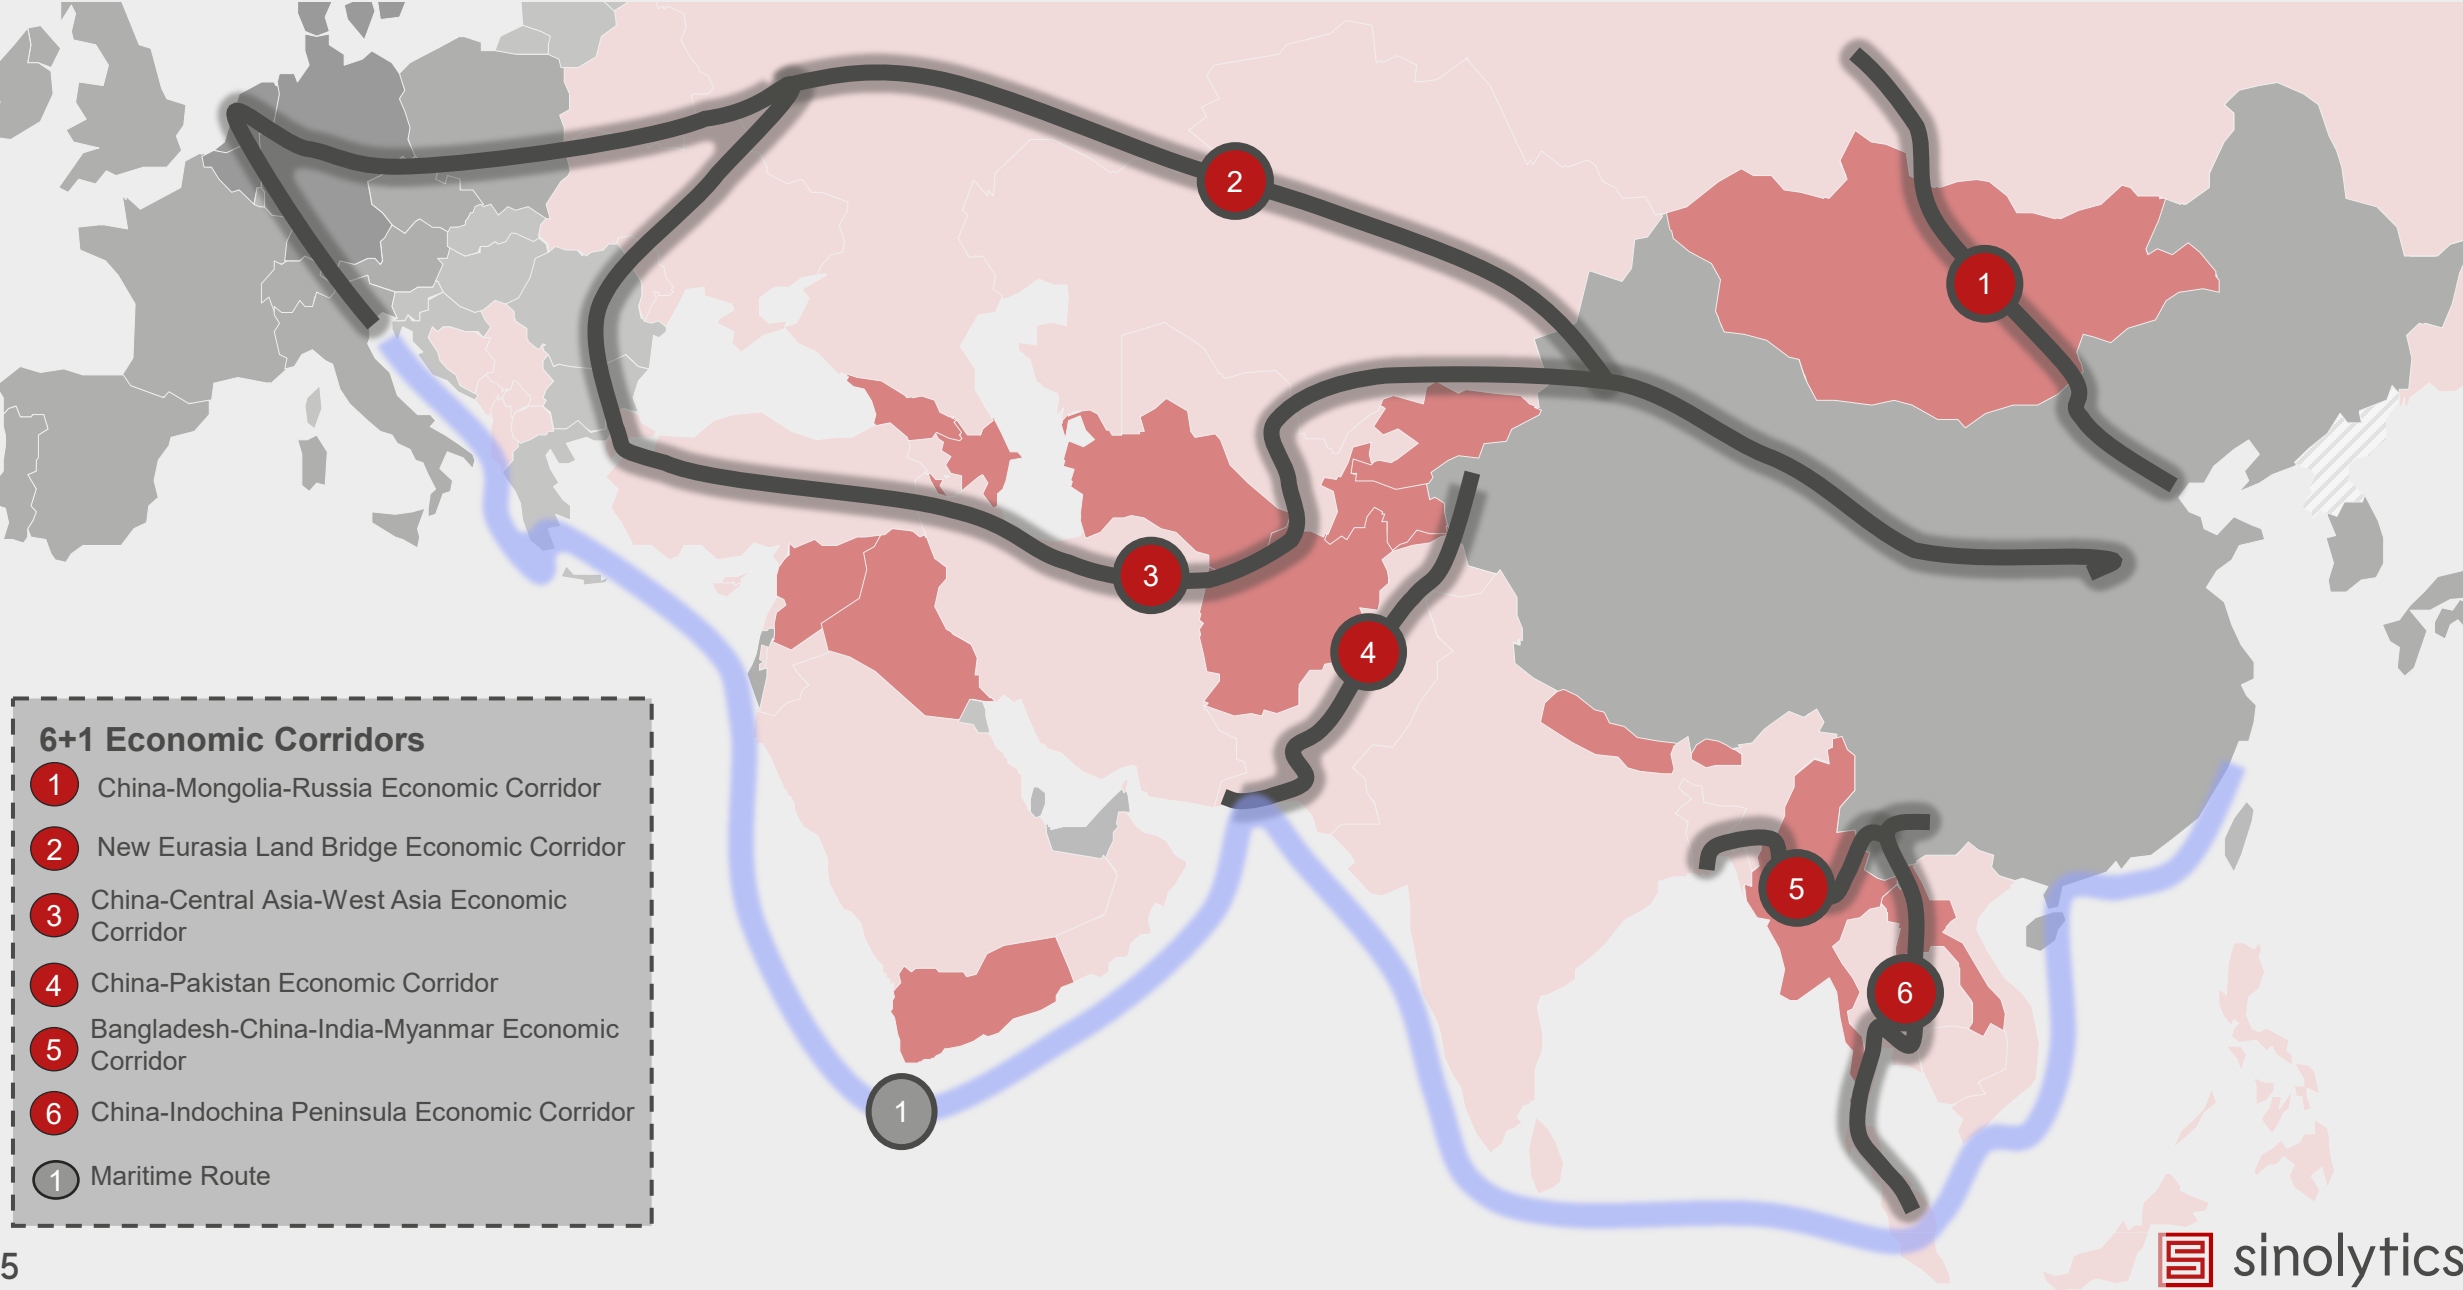 2
1
3
4
5
6
1
6+1 Economic Corridors
1 China-Mongolia-Russia Economic Corridor
2 New Eurasia Land Bridge Economic Corridor
3 China-Central Asia-West Asia Economic
Corridor
4 China-Pakistan Economic Corridor
5 Bangladesh-China-India-Myanmar Economic
Corridor
6 China-Indochina Peninsula Economic Corridor
1 Maritime Route
5
sinolytics